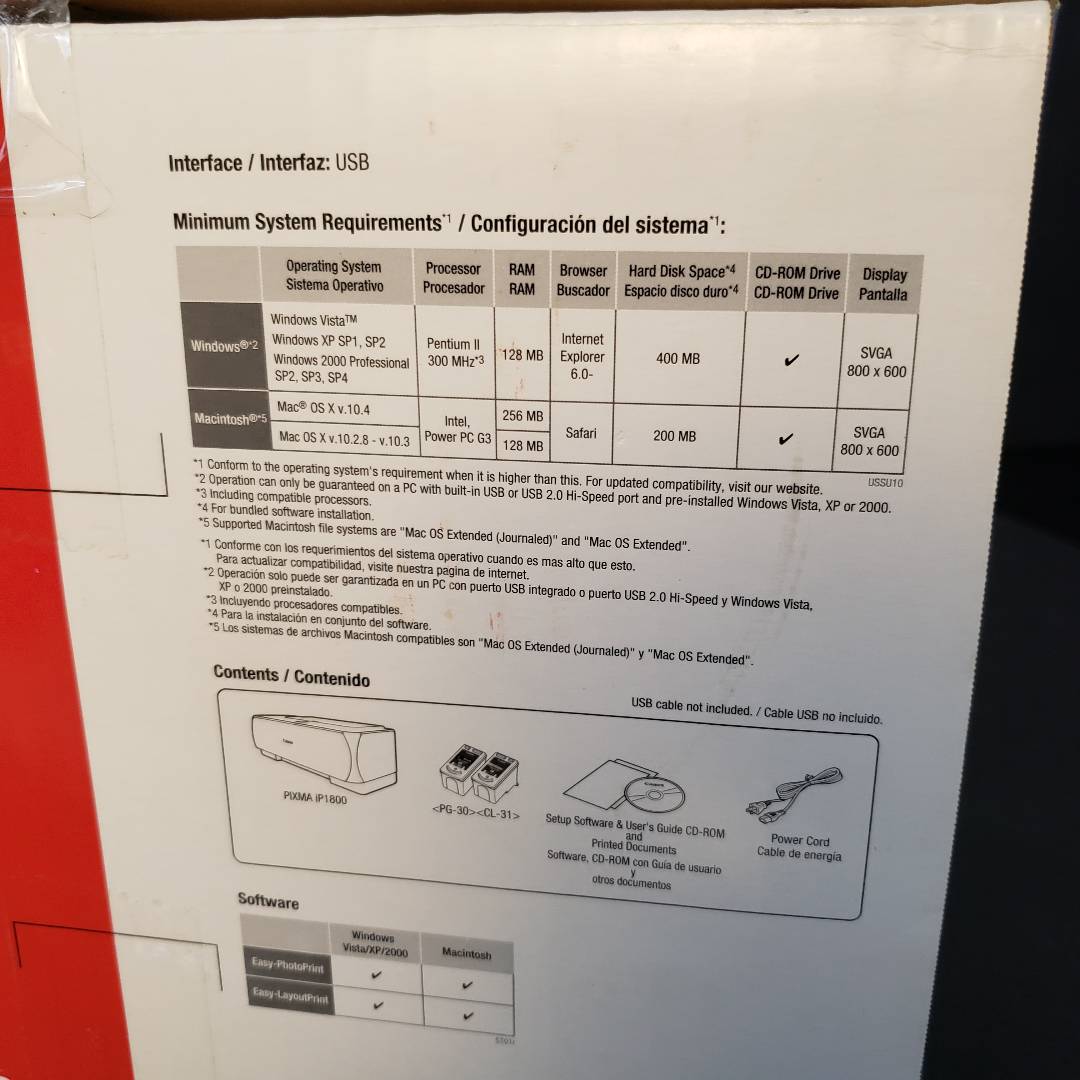 Interface / Interfaz: USB
Minimum System Requirements*1 / Configuración del sistema*1:
Operating System
Sistema Operativo
Processor
Procesador
RAM
RAM
Browser
Buscador
Hard Disk Space*4
Espacio disco duro*4
CD-ROM Drive
CD-ROM Drive
Display
Pantalla
Windows®*2
Windows Vista™
Windows XP SP1, SP2
Windows 2000 Professional
SP2, SP3, SP4
Pentium II
300 MHz*3
128 MB
Internet
Explorer
6.0-
400 MB
✔
SVGA
800 x 600
Macintosh®*5
Mac® OS X v.10.4
Mac OS X v.10.2.8 - v.10.3
Intel,
Power PC G3
256 MB
128 MB
Safari
200 MB
✔
SVGA
800 x 600
USSU10
*1 Conform to the operating system's requirement when it is higher than this. For updated compatibility, visit our website.
*2 Operation can only be guaranteed on a PC with built-in USB or USB 2.0 Hi-Speed port and pre-installed Windows Vista, XP or 2000.
*3 Including compatible processors.
*4 For bundled software installation.
*5 Supported Macintosh file systems are "Mac OS Extended (Journaled)" and "Mac OS Extended".
*1 Conforme con los requerimientos del sistema operativo cuando es mas alto que esto.
Para actualizar compatibilidad, visite nuestra pagina de internet.
*2 Operación solo puede ser garantizada en un PC con puerto USB integrado o puerto USB 2.0 Hi-Speed y Windows Vista,
XP o 2000 preinstalado.
*3 Incluyendo procesadores compatibles.
*4 Para la instalación en conjunto del software.
*5 Los sistemas de archivos Macintosh compatibles son "Mac OS Extended (Journaled)" y "Mac OS Extended".
Contents / Contenido
USB cable not included. / Cable USB no incluido.
Canon
PIXMA iP1800
<PG-30><CL-31>
Canon
Setup Software & User's Guide CD-ROM
and
Printed Documents
Software, CD-ROM con Guía de usuario
y
otros documentos
Power Cord
Cable de energía
Software
Windows
Vista/XP/2000
Macintosh
Easy-PhotoPrint
✔
✔
Easy-LayoutPrint
✔
✔